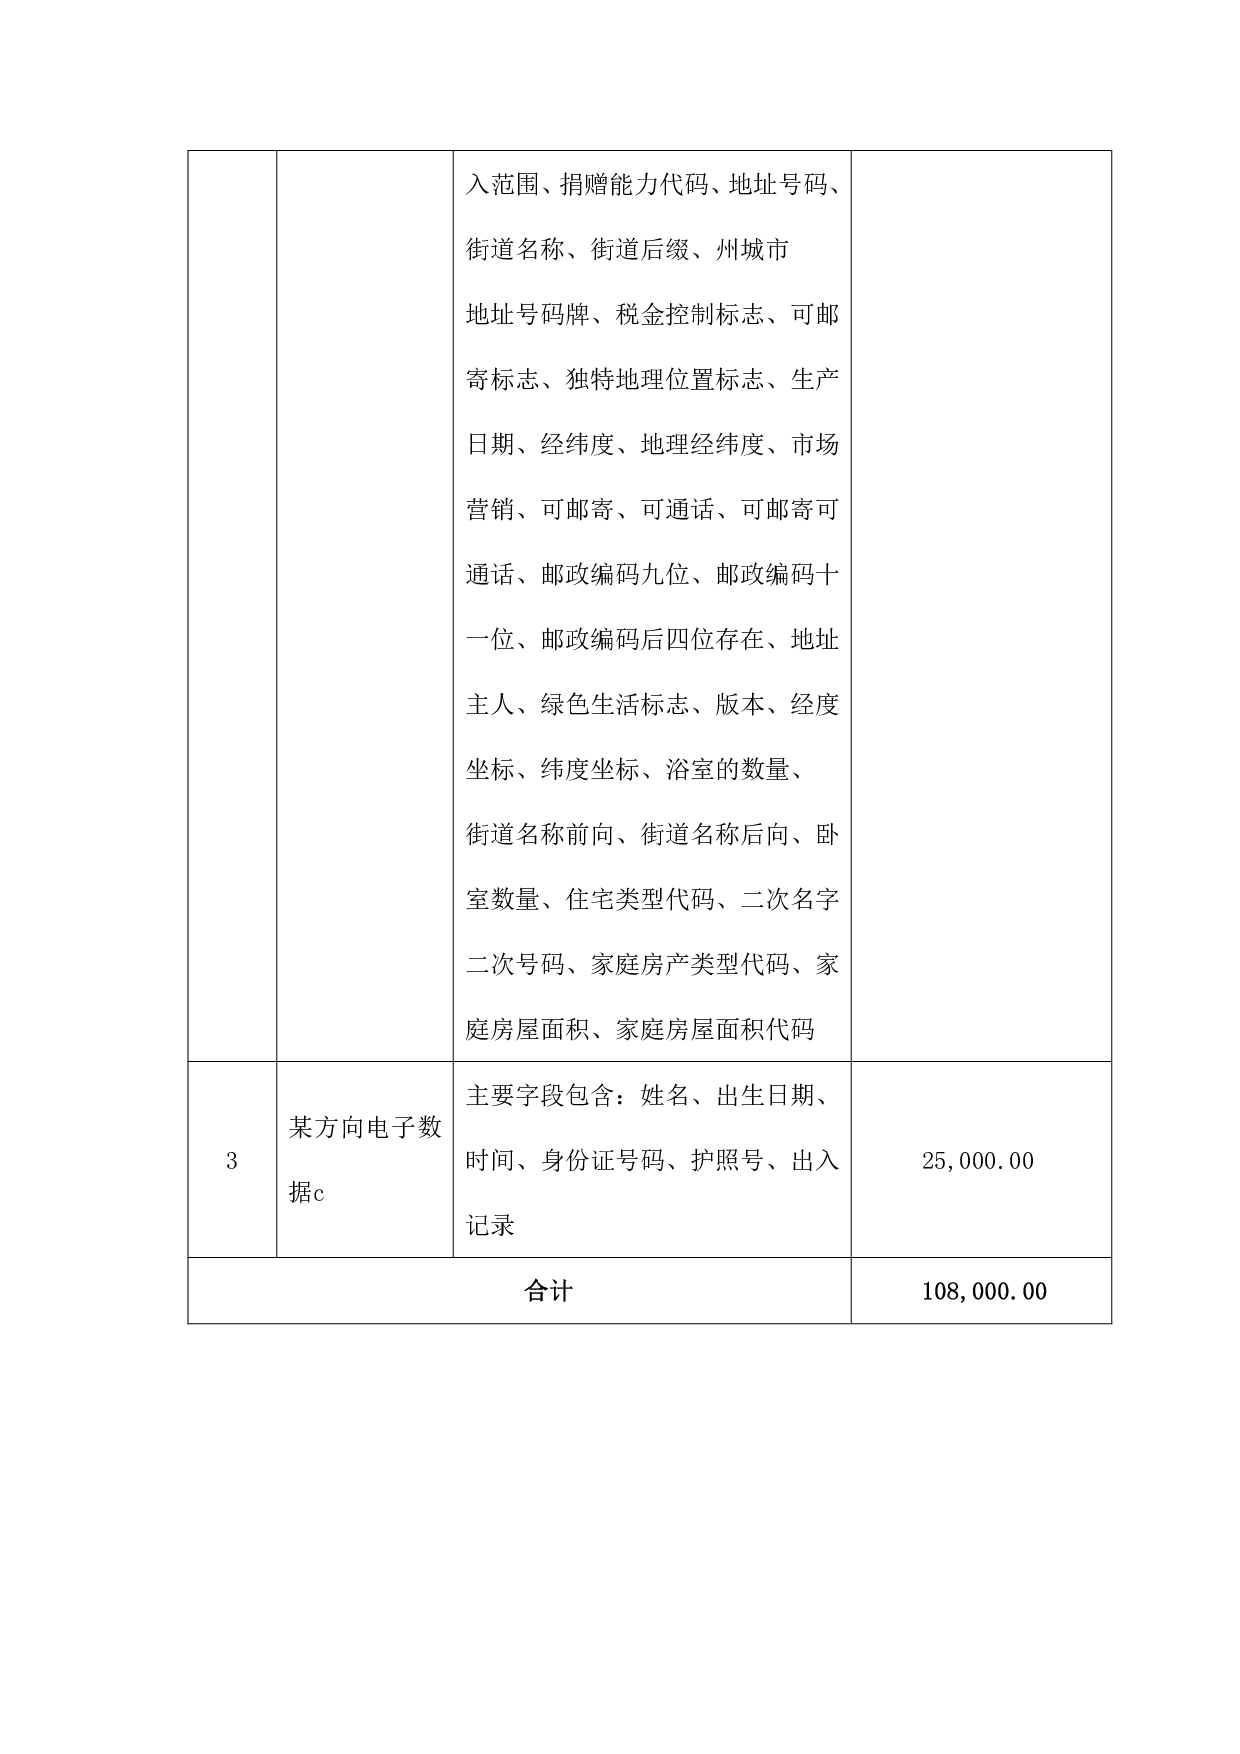 入范围、捐赠能力代码、地址号码、
街道名称、街道后缀、州城市
地址号码牌、税金控制标志、可邮
寄标志、独特地理位置标志、生产
日期、经纬度、地理经纬度、市场
营销、可邮寄、可通话、可邮寄可
通话、邮政编码九位、邮政编码十
一位、邮政编码后四位存在、地址
主人、绿色生活标志、版本、经度
坐标、纬度坐标、浴室的数量、
街道名称前向、街道名称后向、卧
室数量、住宅类型代码、二次名字
二次号码、家庭房产类型代码、家
庭房屋面积、家庭房屋面积代码
3
某方向电子数
据c
主要字段包含：姓名、出生日期、
时间、身份证号码、护照号、出入
记录
25,000.00
合计
108,000.00